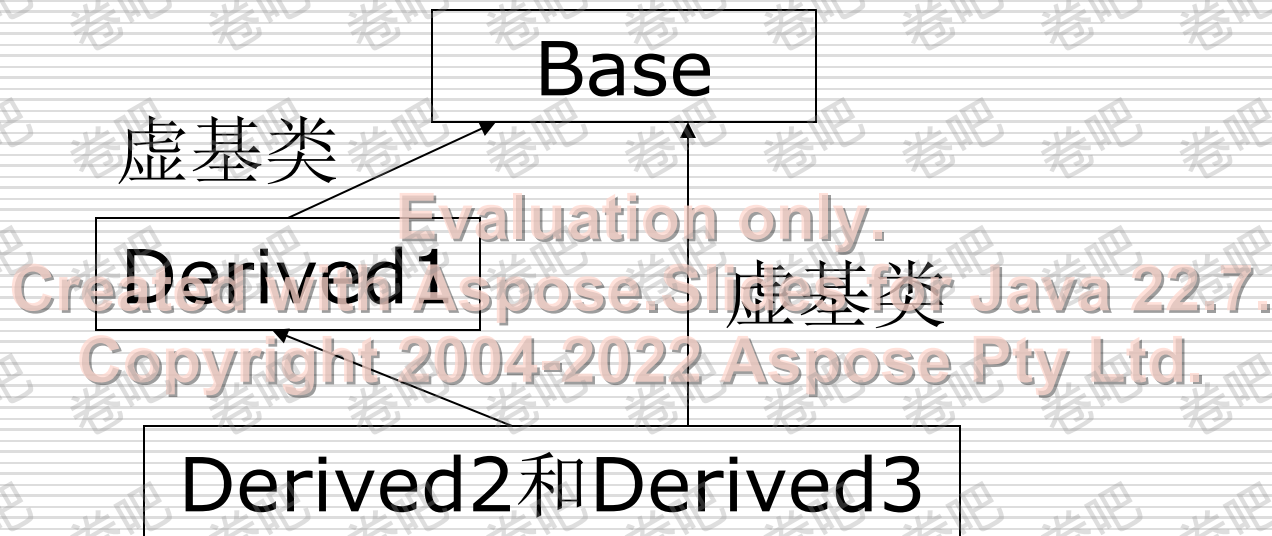 Base
虚基类
Evaluation only.
Derived1
Created with Aspose.Slides for Java 22.7.
虚基类
Copyright 2004-2022 Aspose Pty Ltd.
Derived2和Derived3
卷吧